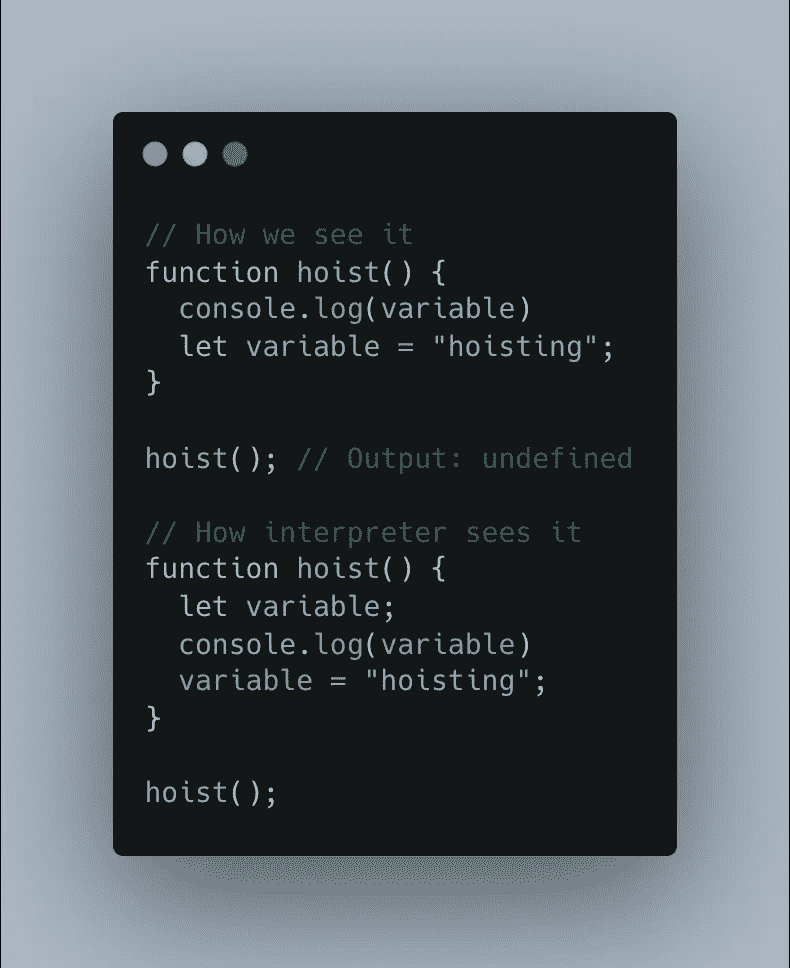 // How we see it
function hoist() {
  console.log(variable)
  let variable = "hoisting";
}
hoist(); // Output: undefined
// How interpreter sees it
function hoist() {
  let variable;
  console.log(variable)
  variable = "hoisting";
}
hoist();